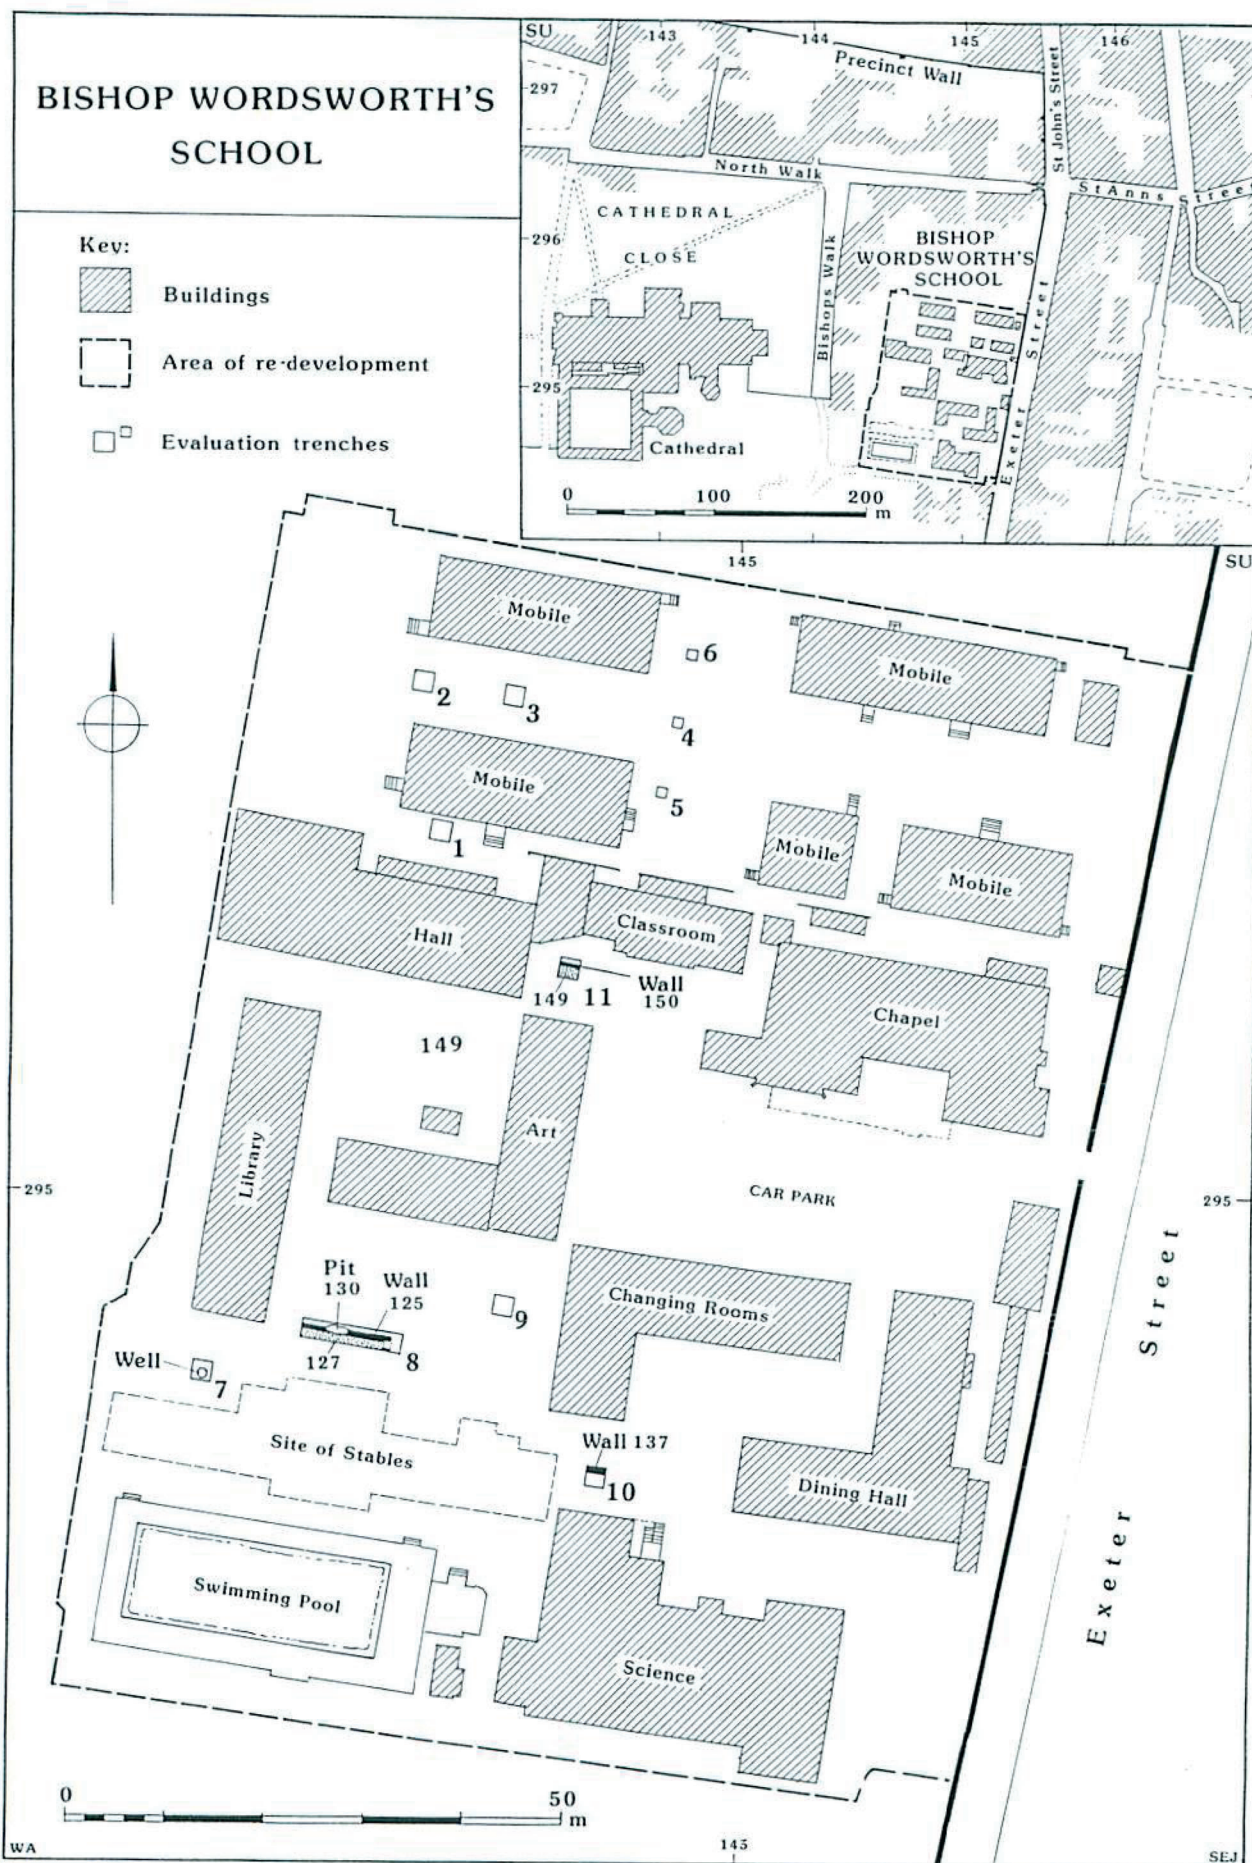 BISHOP WORDSWORTH'S
SCHOOL
Key:
Buildings
Area of re-development
Evaluation trenches
SU
143
144
145
146
297
Precinct Wall
St John's Street
North Walk
St Anns Street
CATHEDRAL
CLOSE
296
Bishops Walk
BISHOP
WORDSWORTH'S
SCHOOL
Exeter Street
295
Cathedral
0 100 200
m
145
SU
Mobile
6
Mobile
2
3
4
Mobile
5
1
Mobile
Mobile
Hall
Classroom
Wall
150
149
11
Chapel
149
Art
Library
295
CAR PARK
295
Pit
130
Wall
125
Changing Rooms
9
127
8
Well
7
Street
Site of Stables
Wall 137
10
Dining Hall
Exeter
Swimming Pool
Science
0 50
m
145
WA
SEJ